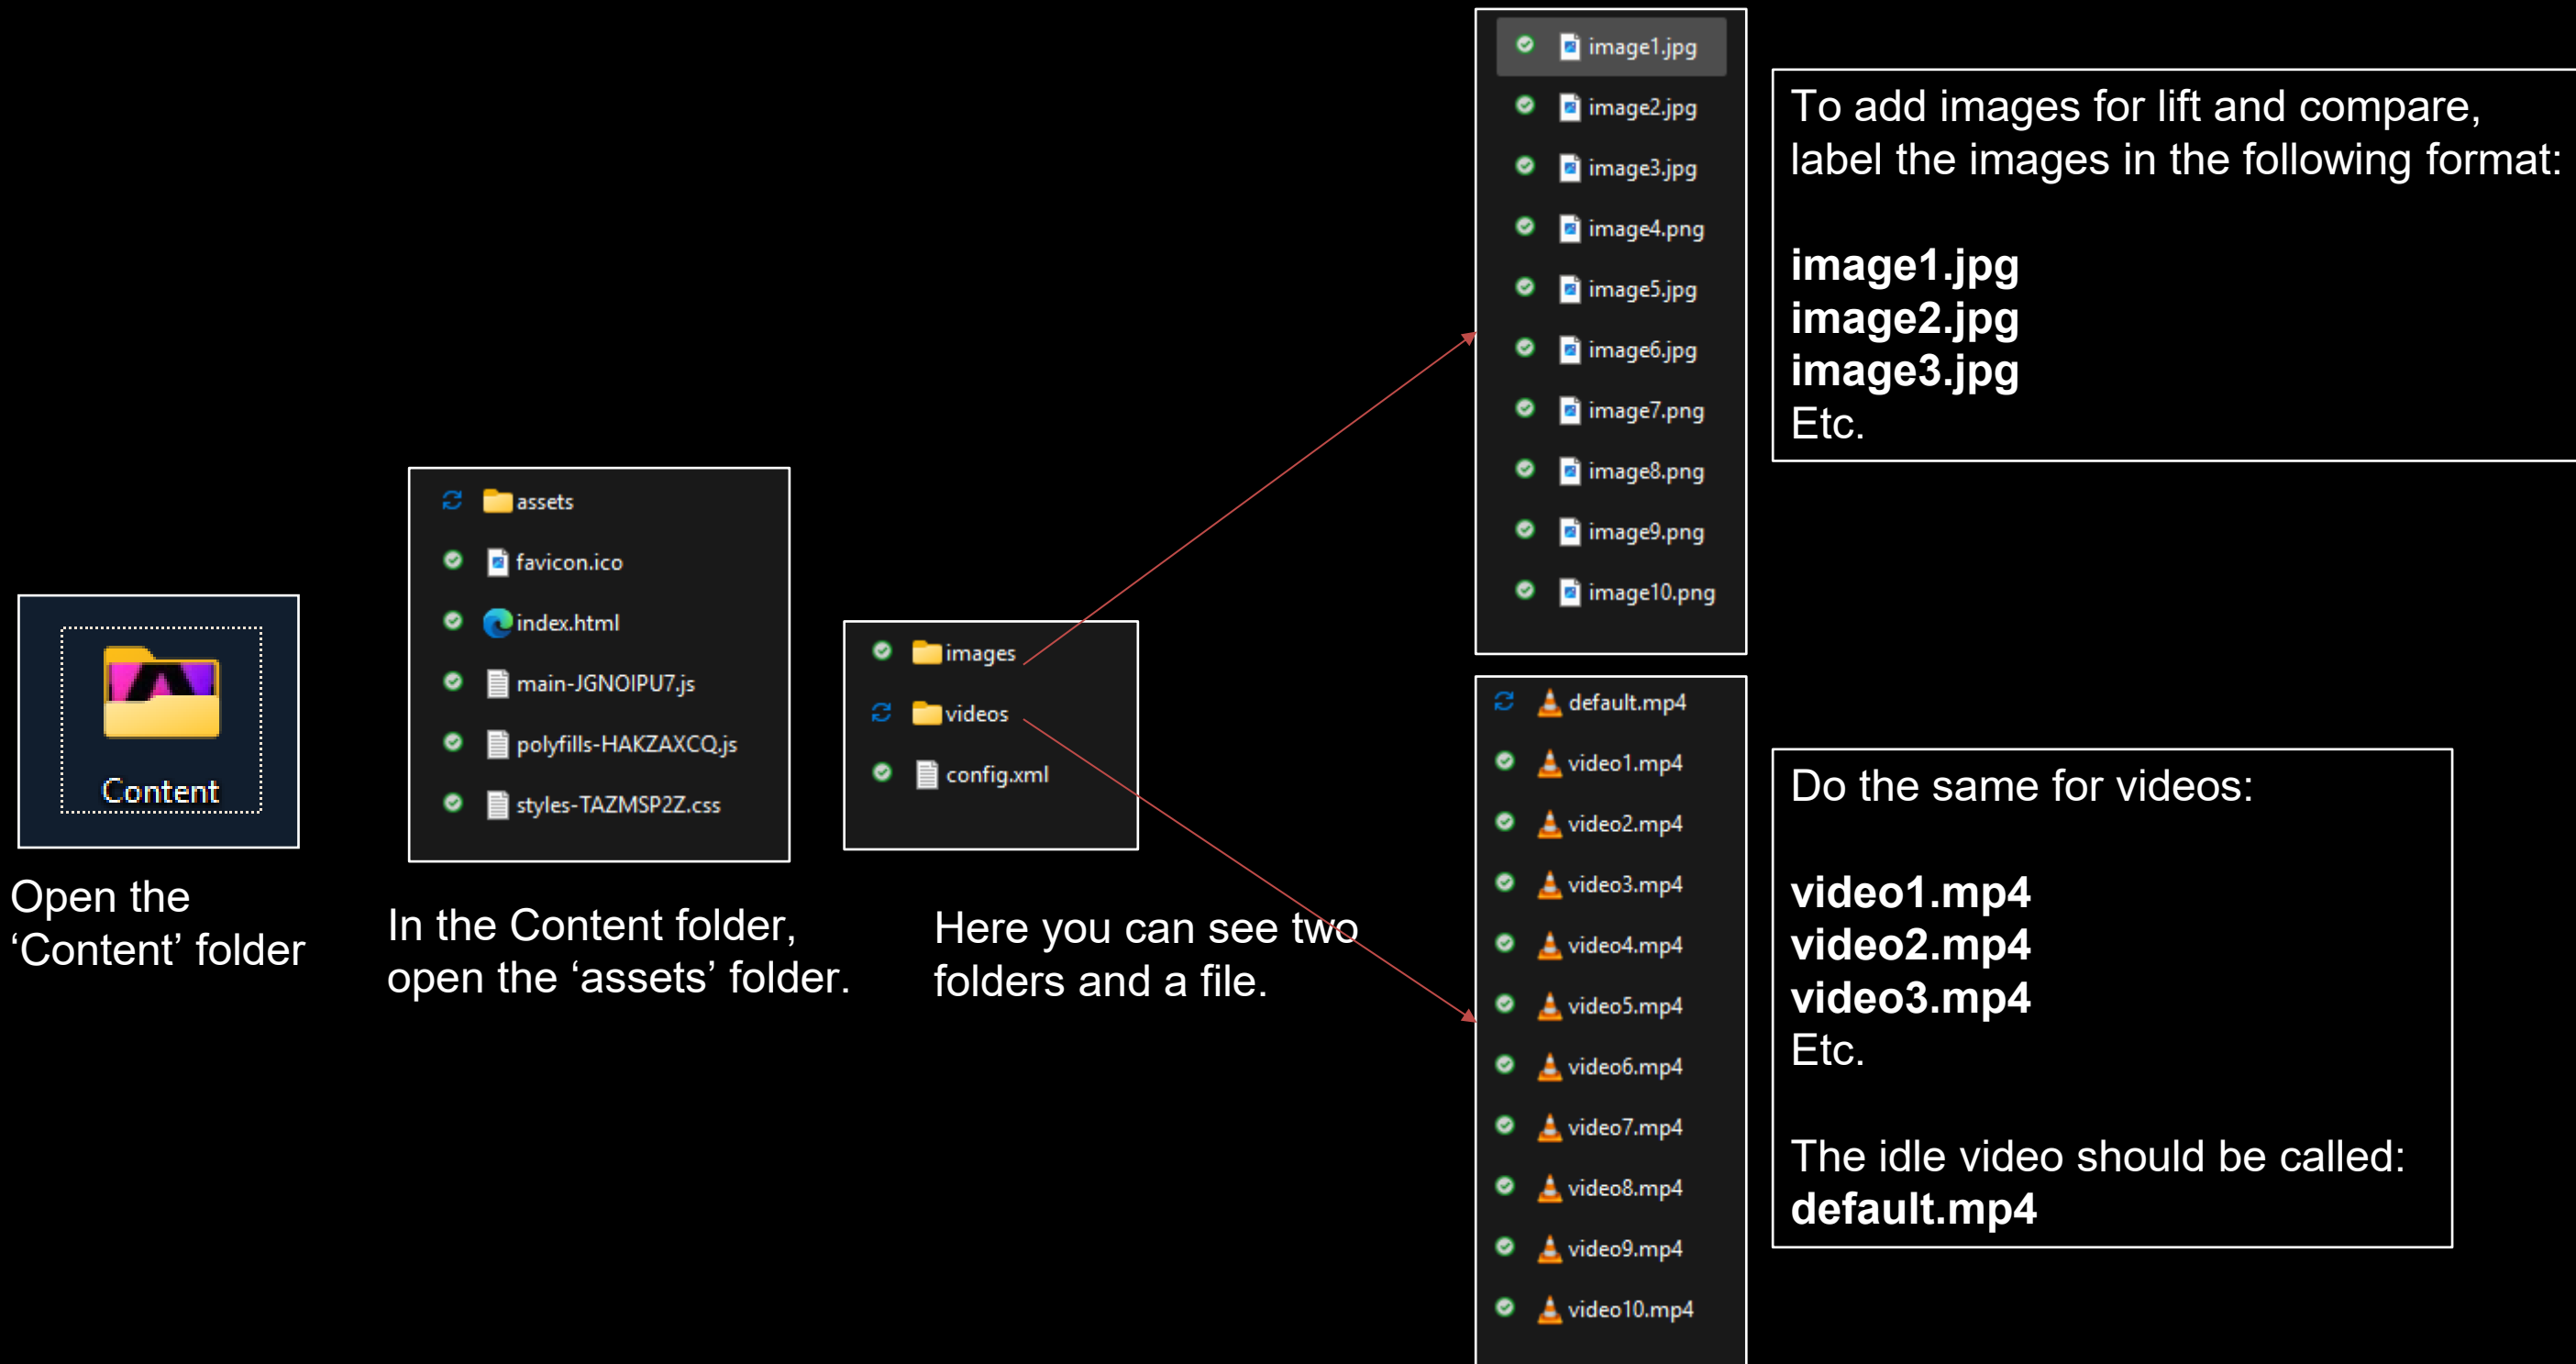 Content
Open the
‘Content’ folder
assets
favicon.ico
index.html
main-JGNOIPU7.js
polyfills-HAKZAXCQ.js
styles-TAZMSP2Z.css
In the Content folder,
open the ‘assets’ folder.
images
videos
config.xml
Here you can see two
folders and a file.
image1.jpg
image2.jpg
image3.jpg
image4.png
image5.jpg
image6.jpg
image7.png
image8.png
image9.png
image10.png
To add images for lift and compare,
label the images in the following format:
image1.jpg
image2.jpg
image3.jpg
Etc.
default.mp4
video1.mp4
video2.mp4
video3.mp4
video4.mp4
video5.mp4
video6.mp4
video7.mp4
video8.mp4
video9.mp4
video10.mp4
Do the same for videos:
video1.mp4
video2.mp4
video3.mp4
Etc.
The idle video should be called:
default.mp4